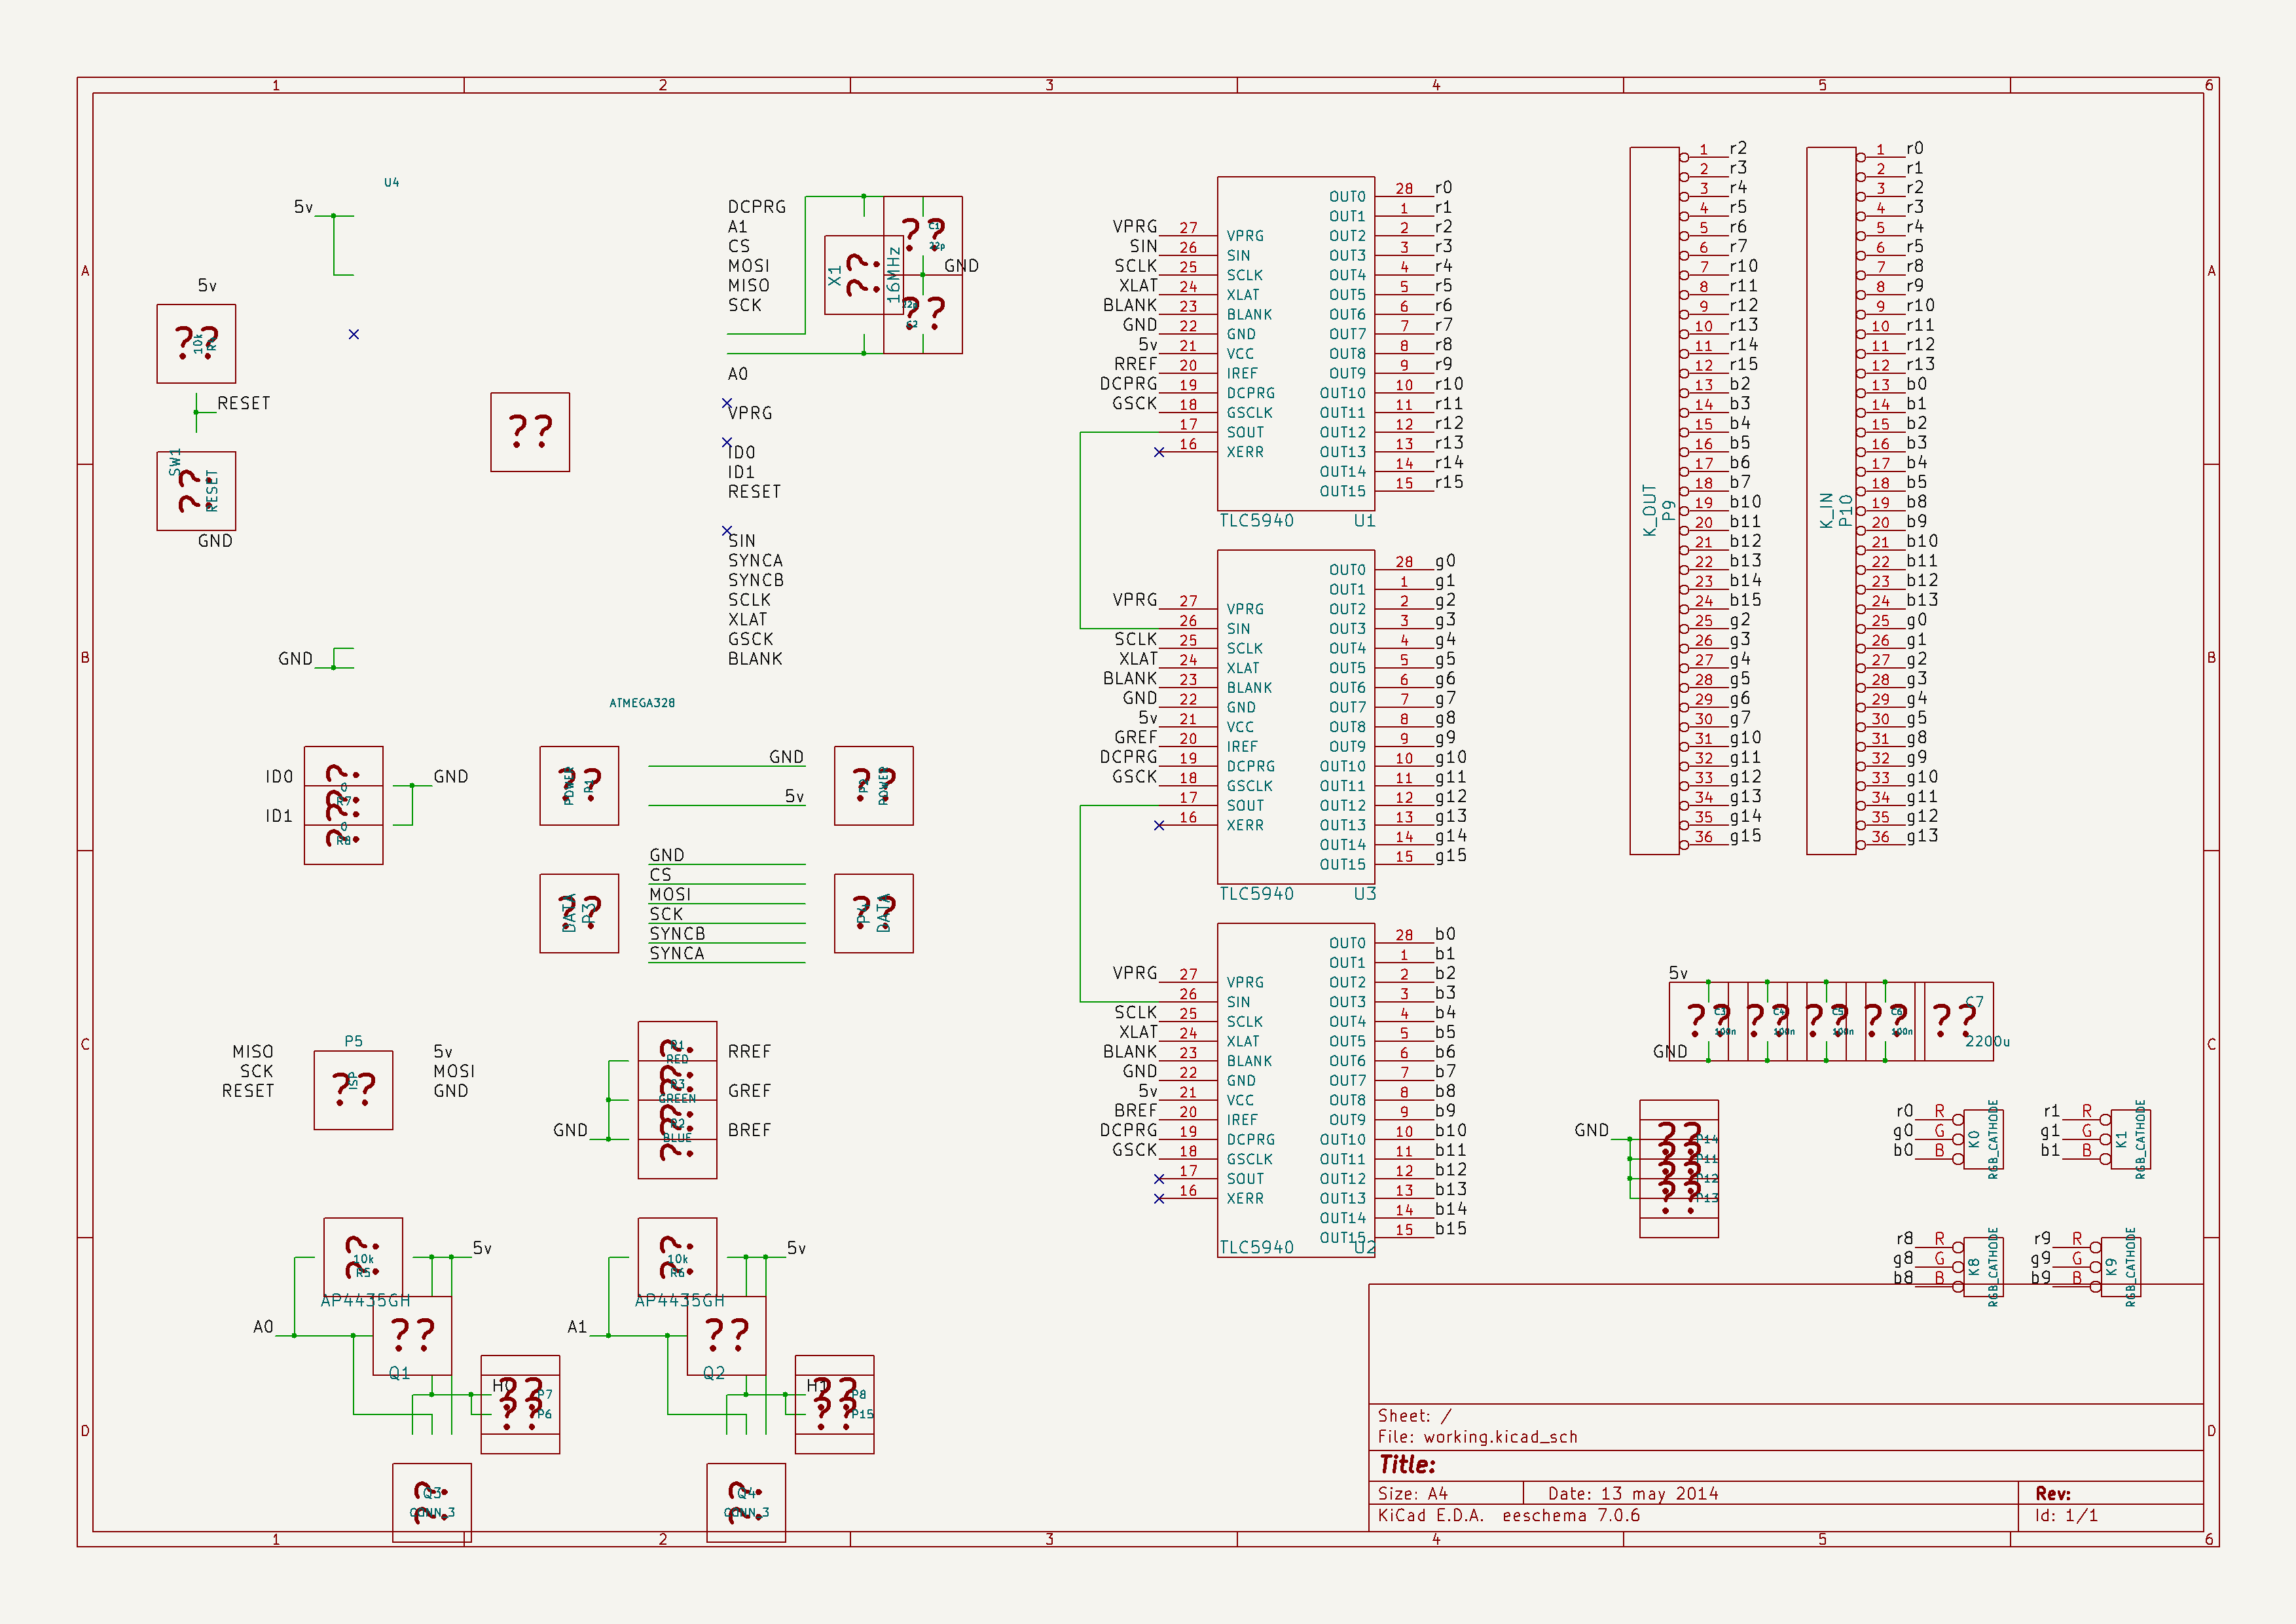 1 2 3 4 5 6
A
B
C
D
U4
5v
5v
10k
RESET
SW1
RESET
GND
GND
ATMEGA328
DCPRG
A1
CS
MOSI
MISO
SCK
A0
VPRG
ID0
ID1
RESET
SIN
SYNCA
SYNCB
SCLK
XLAT
GSCK
BLANK
X1
16MHz
C1
22p
GND
22p
C2
ID0
ID1
GND
0
R7
0
R8
POWER
P1
GND
5v
P2
POWER
DATA
P3
GND
CS
MOSI
SCK
SYNCB
SYNCA
P4
DATA
P5
ISP
MISO
SCK
RESET
5v
MOSI
GND
R1
RED
R3
GREEN
R2
BLUE
GND
RREF
GREF
BREF
10k
R5
5v
AP4435GH
A0
Q1
H0
P7
P6
Q3
CONN_3
10k
R6
5v
AP4435GH
A1
Q2
H1
P8
P15
Q4
CONN_3
VPRG 27 VPRG
SIN 26 SIN
SCLK 25 SCLK
XLAT 24 XLAT
BLANK 23 BLANK
GND 22 GND
5v 21 VCC
RREF 20 IREF
DCPRG 19 DCPRG
GSCK 18 GSCLK
17 SOUT
16 XERR
OUT0 28 r0
OUT1 1 r1
OUT2 2 r2
OUT3 3 r3
OUT4 4 r4
OUT5 5 r5
OUT6 6 r6
OUT7 7 r7
OUT8 8 r8
OUT9 9 r9
OUT10 10 r10
OUT11 11 r11
OUT12 12 r12
OUT13 13 r13
OUT14 14 r14
OUT15 15 r15
TLC5940 U1
VPRG 27 VPRG
26 SIN
SCLK 25 SCLK
XLAT 24 XLAT
BLANK 23 BLANK
GND 22 GND
5v 21 VCC
GREF 20 IREF
DCPRG 19 DCPRG
GSCK 18 GSCLK
17 SOUT
16 XERR
OUT0 28 g0
OUT1 1 g1
OUT2 2 g2
OUT3 3 g3
OUT4 4 g4
OUT5 5 g5
OUT6 6 g6
OUT7 7 g7
OUT8 8 g8
OUT9 9 g9
OUT10 10 g10
OUT11 11 g11
OUT12 12 g12
OUT13 13 g13
OUT14 14 g14
OUT15 15 g15
TLC5940 U3
VPRG 27 VPRG
26 SIN
SCLK 25 SCLK
XLAT 24 XLAT
BLANK 23 BLANK
GND 22 GND
5v 21 VCC
BREF 20 IREF
DCPRG 19 DCPRG
GSCK 18 GSCLK
17 SOUT
16 XERR
OUT0 28 b0
OUT1 1 b1
OUT2 2 b2
OUT3 3 b3
OUT4 4 b4
OUT5 5 b5
OUT6 6 b6
OUT7 7 b7
OUT8 8 b8
OUT9 9 b9
OUT10 10 b10
OUT11 11 b11
OUT12 12 b12
OUT13 13 b13
OUT14 14 b14
OUT15 15 b15
TLC5940 U2
K_OUT
P9
1 r2
2 r3
3 r4
4 r5
5 r6
6 r7
7 r10
8 r11
9 r12
10 r13
11 r14
12 r15
13 b2
14 b3
15 b4
16 b5
17 b6
18 b7
19 b10
20 b11
21 b12
22 b13
23 b14
24 b15
25 g2
26 g3
27 g4
28 g5
29 g6
30 g7
31 g10
32 g11
33 g12
34 g13
35 g14
36 g15
K_IN
P10
1 r0
2 r1
3 r2
4 r3
5 r4
6 r5
7 r8
8 r9
9 r10
10 r11
11 r12
12 r13
13 b0
14 b1
15 b2
16 b3
17 b4
18 b5
19 b8
20 b9
21 b10
22 b11
23 b12
24 b13
25 g0
26 g1
27 g2
28 g3
29 g4
30 g5
31 g8
32 g9
33 g10
34 g11
35 g12
36 g13
5v
GND
C3
100n
C4
100n
C5
100n
C6
100n
C7
2200u
GND
P14
P11
P12
P13
r0 R
g0 G
b0 B
K0
RGB_CATHODE
r1 R
g1 G
b1 B
K1
RGB_CATHODE
r8 R
g8 G
b8 B
K8
RGB_CATHODE
r9 R
g9 G
b9 B
K9
RGB_CATHODE
Sheet: /
File: working.kicad_sch
Title:
Size: A4 Date: 13 may 2014 Rev:
KiCad E.D.A. eeschema 7.0.6 Id: 1/1
1 2 3 4 5 6
A
B
C
D